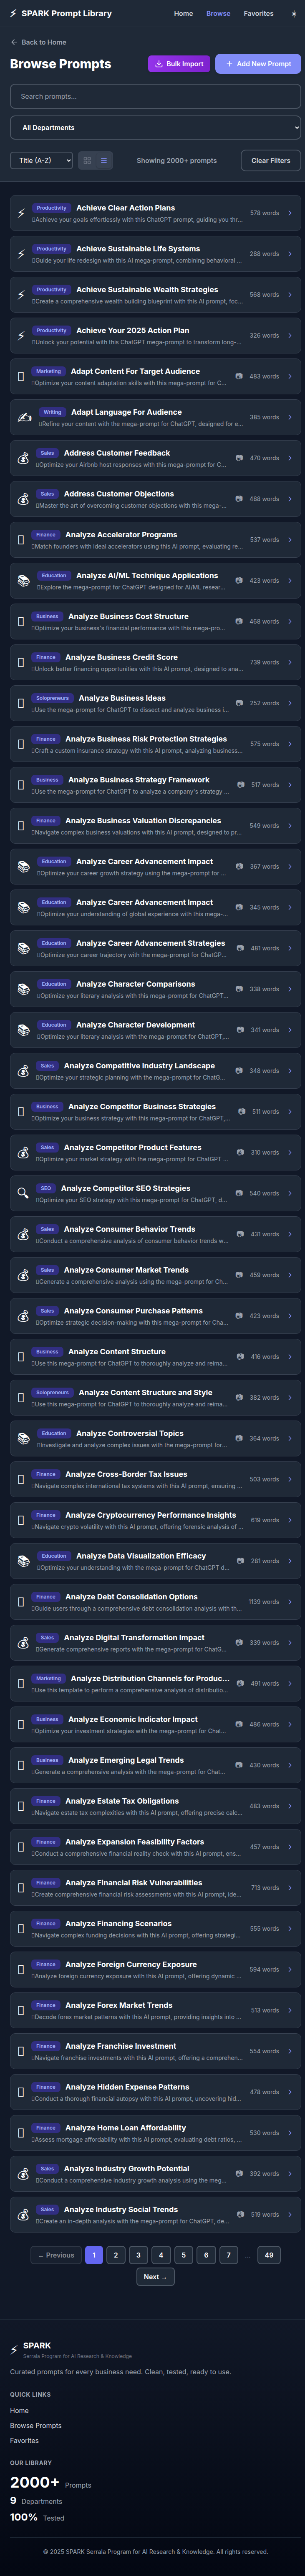 SPARK Prompt Library
Home Browse Favorites
Back to Home
Browse Prompts
Bulk Import
Add New Prompt
Search prompts...
All Departments
Title (A-Z)
Showing 2000+ prompts
Clear Filters
Productivity Achieve Clear Action Plans
Achieve your goals effortlessly with this ChatGPT prompt, guiding you thr...
578 words
Productivity Achieve Sustainable Life Systems
Guide your life redesign with this AI mega-prompt, combining behavioral ...
288 words
Productivity Achieve Sustainable Wealth Strategies
Create a comprehensive wealth building blueprint with this AI prompt, foc...
568 words
Productivity Achieve Your 2025 Action Plan
Unlock your potential with this ChatGPT mega-prompt to transform long-...
326 words
Marketing Adapt Content For Target Audience
Optimize your content adaptation skills with this mega-prompt for C...
483 words
Writing Adapt Language For Audience
Refine your content with the mega-prompt for ChatGPT, designed for e...
385 words
Sales Address Customer Feedback
Optimize your Airbnb host responses with this mega-prompt for C...
470 words
Sales Address Customer Objections
Master the art of overcoming customer objections with this mega-...
488 words
Finance Analyze Accelerator Programs
Match founders with ideal accelerators using this AI prompt, evaluating re...
537 words
Education Analyze AI/ML Technique Applications
Explore the mega-prompt for ChatGPT designed for AI/ML resear...
423 words
Business Analyze Business Cost Structure
Optimize your business's financial performance with this mega-pro...
468 words
Finance Analyze Business Credit Score
Unlock better financing opportunities with this AI prompt, designed to ana...
739 words
Solopreneurs Analyze Business Ideas
Use the mega-prompt for ChatGPT to dissect and analyze business i...
252 words
Finance Analyze Business Risk Protection Strategies
Craft a custom insurance strategy with this AI prompt, analyzing business...
575 words
Business Analyze Business Strategy Framework
Use the mega-prompt for ChatGPT to analyze a company's strategy ...
517 words
Finance Analyze Business Valuation Discrepancies
Navigate complex business valuations with this AI prompt, designed to pr...
549 words
Education Analyze Career Advancement Impact
Optimize your career growth strategy using the mega-prompt for ...
367 words
Education Analyze Career Advancement Impact
Optimize your understanding of global experience with this mega-...
345 words
Education Analyze Career Advancement Strategies
Optimize your career trajectory with the mega-prompt for ChatGP...
481 words
Education Analyze Character Comparisons
Optimize your literary analysis with this mega-prompt for ChatGPT...
338 words
Education Analyze Character Development
Optimize your literary analysis with the mega-prompt for ChatGPT,...
341 words
Sales Analyze Competitive Industry Landscape
Optimize your strategic planning with the mega-prompt for ChatG...
348 words
Business Analyze Competitor Business Strategies
Optimize your business strategy with this mega-prompt for ChatGPT,...
511 words
Sales Analyze Competitor Product Features
Optimize your market strategy with the mega-prompt for ChatGPT ...
310 words
SEO Analyze Competitor SEO Strategies
Optimize your SEO strategy with this mega-prompt for ChatGPT, d...
540 words
Sales Analyze Consumer Behavior Trends
Conduct a comprehensive analysis of consumer behavior trends w...
431 words
Sales Analyze Consumer Market Trends
Generate a comprehensive analysis using the mega-prompt for Ch...
459 words
Sales Analyze Consumer Purchase Patterns
Optimize strategic decision-making with this mega-prompt for Cha...
423 words
Business Analyze Content Structure
Use this mega-prompt for ChatGPT to thoroughly analyze and reima...
416 words
Solopreneurs Analyze Content Structure and Style
Use this mega-prompt for ChatGPT to thoroughly analyze and reima...
382 words
Education Analyze Controversial Topics
Investigate and analyze complex issues with the mega-prompt for...
364 words
Finance Analyze Cross-Border Tax Issues
Navigate complex international tax systems with this AI prompt, ensuring ...
503 words
Finance Analyze Cryptocurrency Performance Insights
Navigate crypto volatility with this AI prompt, offering forensic analysis of ...
619 words
Education Analyze Data Visualization Efficacy
Optimize your understanding with the mega-prompt for ChatGPT d...
281 words
Finance Analyze Debt Consolidation Options
Guide users through a comprehensive debt consolidation analysis with th...
1139 words
Sales Analyze Digital Transformation Impact
Generate comprehensive reports with the mega-prompt for ChatG...
339 words
Marketing Analyze Distribution Channels for Produc...
Use this template to perform a comprehensive analysis of distributio...
491 words
Business Analyze Economic Indicator Impact
Optimize your investment strategies with the mega-prompt for Chat...
486 words
Business Analyze Emerging Legal Trends
Generate a comprehensive analysis with the mega-prompt for Chat...
430 words
Finance Analyze Estate Tax Obligations
Navigate estate tax complexities with this AI prompt, offering precise calc...
483 words
Finance Analyze Expansion Feasibility Factors
Conduct a comprehensive financial reality check with this AI prompt, ens...
457 words
Finance Analyze Financial Risk Vulnerabilities
Create comprehensive financial risk assessments with this AI prompt, ide...
713 words
Finance Analyze Financing Scenarios
Navigate complex funding decisions with this AI prompt, offering strategi...
555 words
Finance Analyze Foreign Currency Exposure
Analyze foreign currency exposure with this AI prompt, offering dynamic ...
594 words
Finance Analyze Forex Market Trends
Decode forex market patterns with this AI prompt, providing insights into ...
513 words
Finance Analyze Franchise Investment
Navigate franchise investments with this AI prompt, offering a comprehen...
554 words
Finance Analyze Hidden Expense Patterns
Conduct a thorough financial autopsy with this AI prompt, uncovering hid...
478 words
Finance Analyze Home Loan Affordability
Assess mortgage affordability with this AI prompt, evaluating debt ratios, ...
530 words
Sales Analyze Industry Growth Potential
Conduct a comprehensive industry growth analysis using the meg...
392 words
Sales Analyze Industry Social Trends
Create an in-depth analysis with the mega-prompt for ChatGPT, de...
519 words
← Previous 1 2 3 4 5 6 7 ... 49
Next →
SPARK
Serrala Program for AI Research & Knowledge
Curated prompts for every business need. Clean, tested, ready to use.
QUICK LINKS
Home
Browse Prompts
Favorites
OUR LIBRARY
2000+ Prompts
9 Departments
100% Tested
© 2025 SPARK Serrala Program for AI Research & Knowledge. All rights reserved.